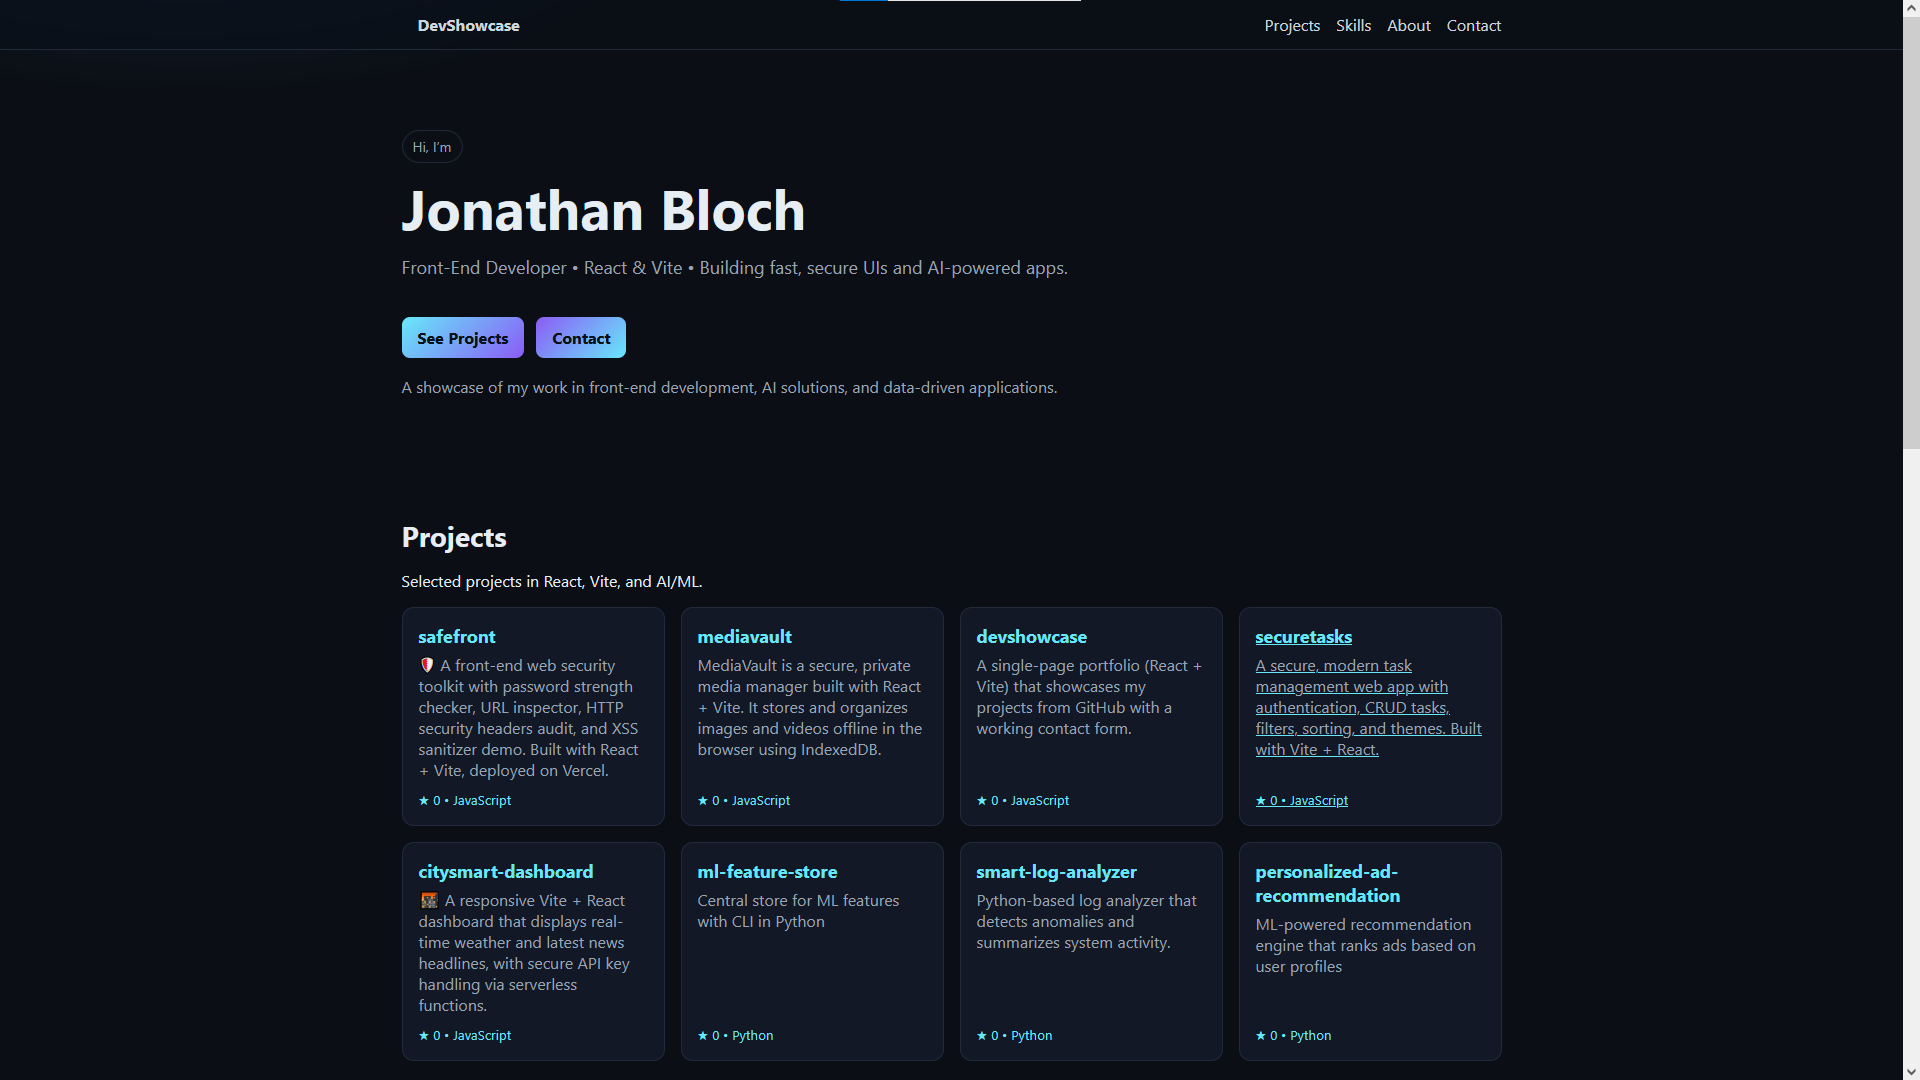 DevShowcase
Projects Skills About Contact
Hi, I'm
Jonathan Bloch
Front-End Developer • React & Vite • Building fast, secure UIs and AI-powered apps.
See Projects Contact
A showcase of my work in front-end development, AI solutions, and data-driven applications.
Projects
Selected projects in React, Vite, and AI/ML.
safefront
🛡️ A front-end web security
toolkit with password strength
checker, URL inspector, HTTP
security headers audit, and XSS
sanitizer demo. Built with React
+ Vite, deployed on Vercel.
★ 0 • JavaScript
mediavault
MediaVault is a secure, private
media manager built with React
+ Vite. It stores and organizes
images and videos offline in the
browser using IndexedDB.
★ 0 • JavaScript
devshowcase
A single-page portfolio (React +
Vite) that showcases my
projects from GitHub with a
working contact form.
★ 0 • JavaScript
securetasks
A secure, modern task
management web app with
authentication, CRUD tasks,
filters, sorting, and themes. Built
with Vite + React.
★ 0 • JavaScript
citysmart-dashboard
🌆 A responsive Vite + React
dashboard that displays real-
time weather and latest news
headlines, with secure API key
handling via serverless
functions.
★ 0 • JavaScript
ml-feature-store
Central store for ML features
with CLI in Python
★ 0 • Python
smart-log-analyzer
Python-based log analyzer that
detects anomalies and
summarizes system activity.
★ 0 • Python
personalized-ad-
recommendation
ML-powered recommendation
engine that ranks ads based on
user profiles
★ 0 • Python